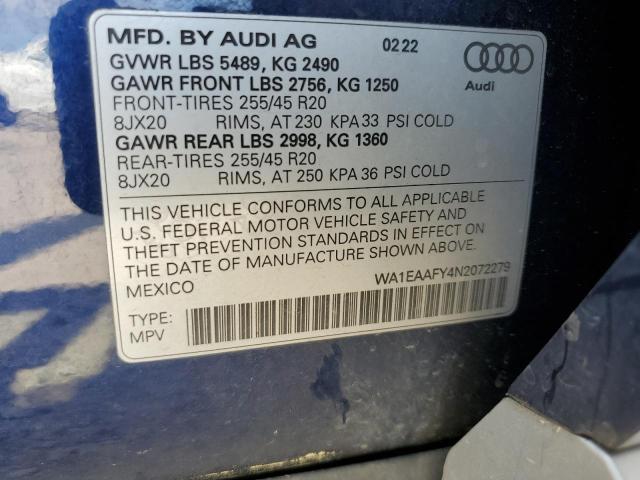 MFD. BY AUDI AG 02 22
GVWR LBS 5489, KG 2490
GAWR FRONT LBS 2756, KG 1250
FRONT-TIRES 255/45 R20
8JX20 RIMS, AT 230 KPA 33 PSI COLD
GAWR REAR LBS 2998, KG 1360
REAR-TIRES 255/45 R20
8JX20 RIMS, AT 250 KPA 36 PSI COLD
Audi
THIS VEHICLE CONFORMS TO ALL APPLICABLE
U.S. FEDERAL MOTOR VEHICLE SAFETY AND
THEFT PREVENTION STANDARDS IN EFFECT ON
THE DATE OF MANUFACTURE SHOWN ABOVE.
MEXICO
WA1EAAFY4N2072279
TYPE:
MPV